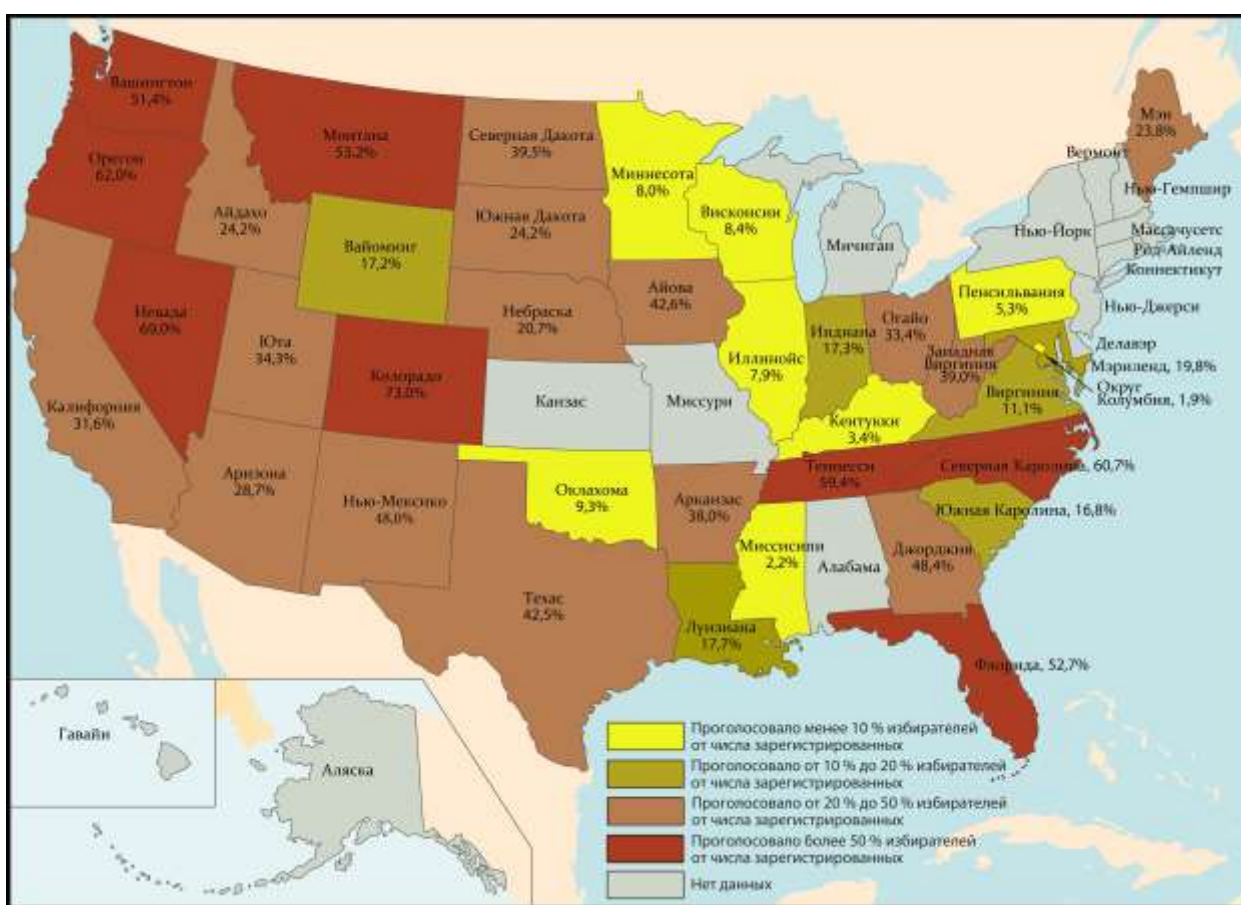 Вашингтон
51,4%
Монтана
53,2%
Северная Дакота
39,5%
Миннесота
8,0%
Мэн
23,8%
Вермонт
Нью-Гемпшир
Орегон
62,0%
Айдахо
24,2%
Вайоминг
17,2%
Южная Дакота
24,2%
Висконсин
8,4%
Мичиган
Нью-Йорк
Массачусетс
Род-Айленд
Коннектикут
Невада
69,0%
Юта
34,3%
Небраска
20,7%
Айова
42,6%
Иллинойс
7,9%
Индиана
17,3%
Огайо
33,4%
Пенсильвания
5,3%
Нью-Джерси
Делавэр
Мэриленд, 19,8%
Округ
Колумбия, 1,9%
Западная
Виргиния
39,0%
Виргиния
11,1%
Калифорния
31,6%
Колорадо
73,0%
Канзас
Миссури
Кентукки
3,4%
Теннесси
59,4%
Северная Каролина, 60,7%
Южная Каролина, 16,8%
Аризона
28,7%
Нью-Мексико
48,0%
Оклахома
9,3%
Арканзас
38,0%
Миссисипи
2,2%
Алабама
Джорджия
48,4%
Техас
42,5%
Луизиана
17,7%
Флорида, 52,7%
Гавайи
Аляска
Проголосовало менее 10 % избирателей
от числа зарегистрированных
Проголосовало от 10 % до 20 % избирателей
от числа зарегистрированных
Проголосовало от 20 % до 50 % избирателей
от числа зарегистрированных
Проголосовало более 50 % избирателей
от числа зарегистрированных
Нет данных